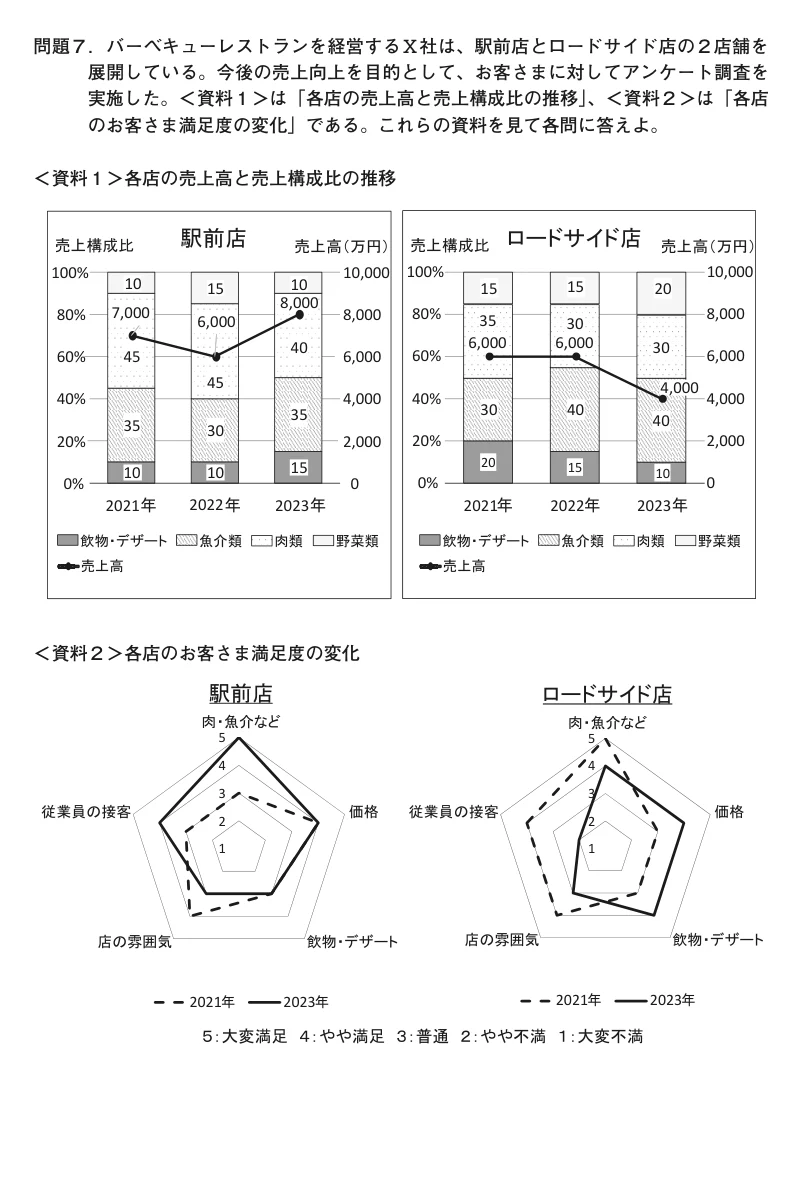 問題７．バーベキューレストランを経営するＸ社は、駅前店とロードサイド店の２店舗を
展開している。今後の売上向上を目的として、お客さまに対してアンケート調査を
実施した。＜資料１＞は「各店の売上高と売上構成比の推移」、＜資料２＞は「各店
のお客さま満足度の変化」である。これらの資料を見て各問に答えよ。
＜資料１＞各店の売上高と売上構成比の推移
駅前店
売上構成比
売上高(万円)
100%
80%
60%
40%
20%
0%
10
15
10
7,000
6,000
8,000
45
45
40
35
30
35
10
10
15
10,000
8,000
6,000
4,000
2,000
0
2021年
2022年
2023年
飲物・デザート
魚介類
肉類
野菜類
売上高
ロードサイド店
売上構成比
売上高(万円)
100%
80%
60%
40%
20%
0%
15
15
20
35
30
30
6,000
6,000
4,000
30
40
40
20
15
10
10,000
8,000
6,000
4,000
2,000
0
2021年
2022年
2023年
飲物・デザート
魚介類
肉類
野菜類
売上高
＜資料２＞各店のお客さま満足度の変化
駅前店
肉・魚介など
5
4
3
2
1
従業員の接客
価格
店の雰囲気
飲物・デザート
2021年
2023年
ロードサイド店
肉・魚介など
5
4
3
2
1
従業員の接客
価格
店の雰囲気
飲物・デザート
2021年
2023年
５：大変満足 ４：やや満足 ３：普通 ２：やや不満 １：大変不満